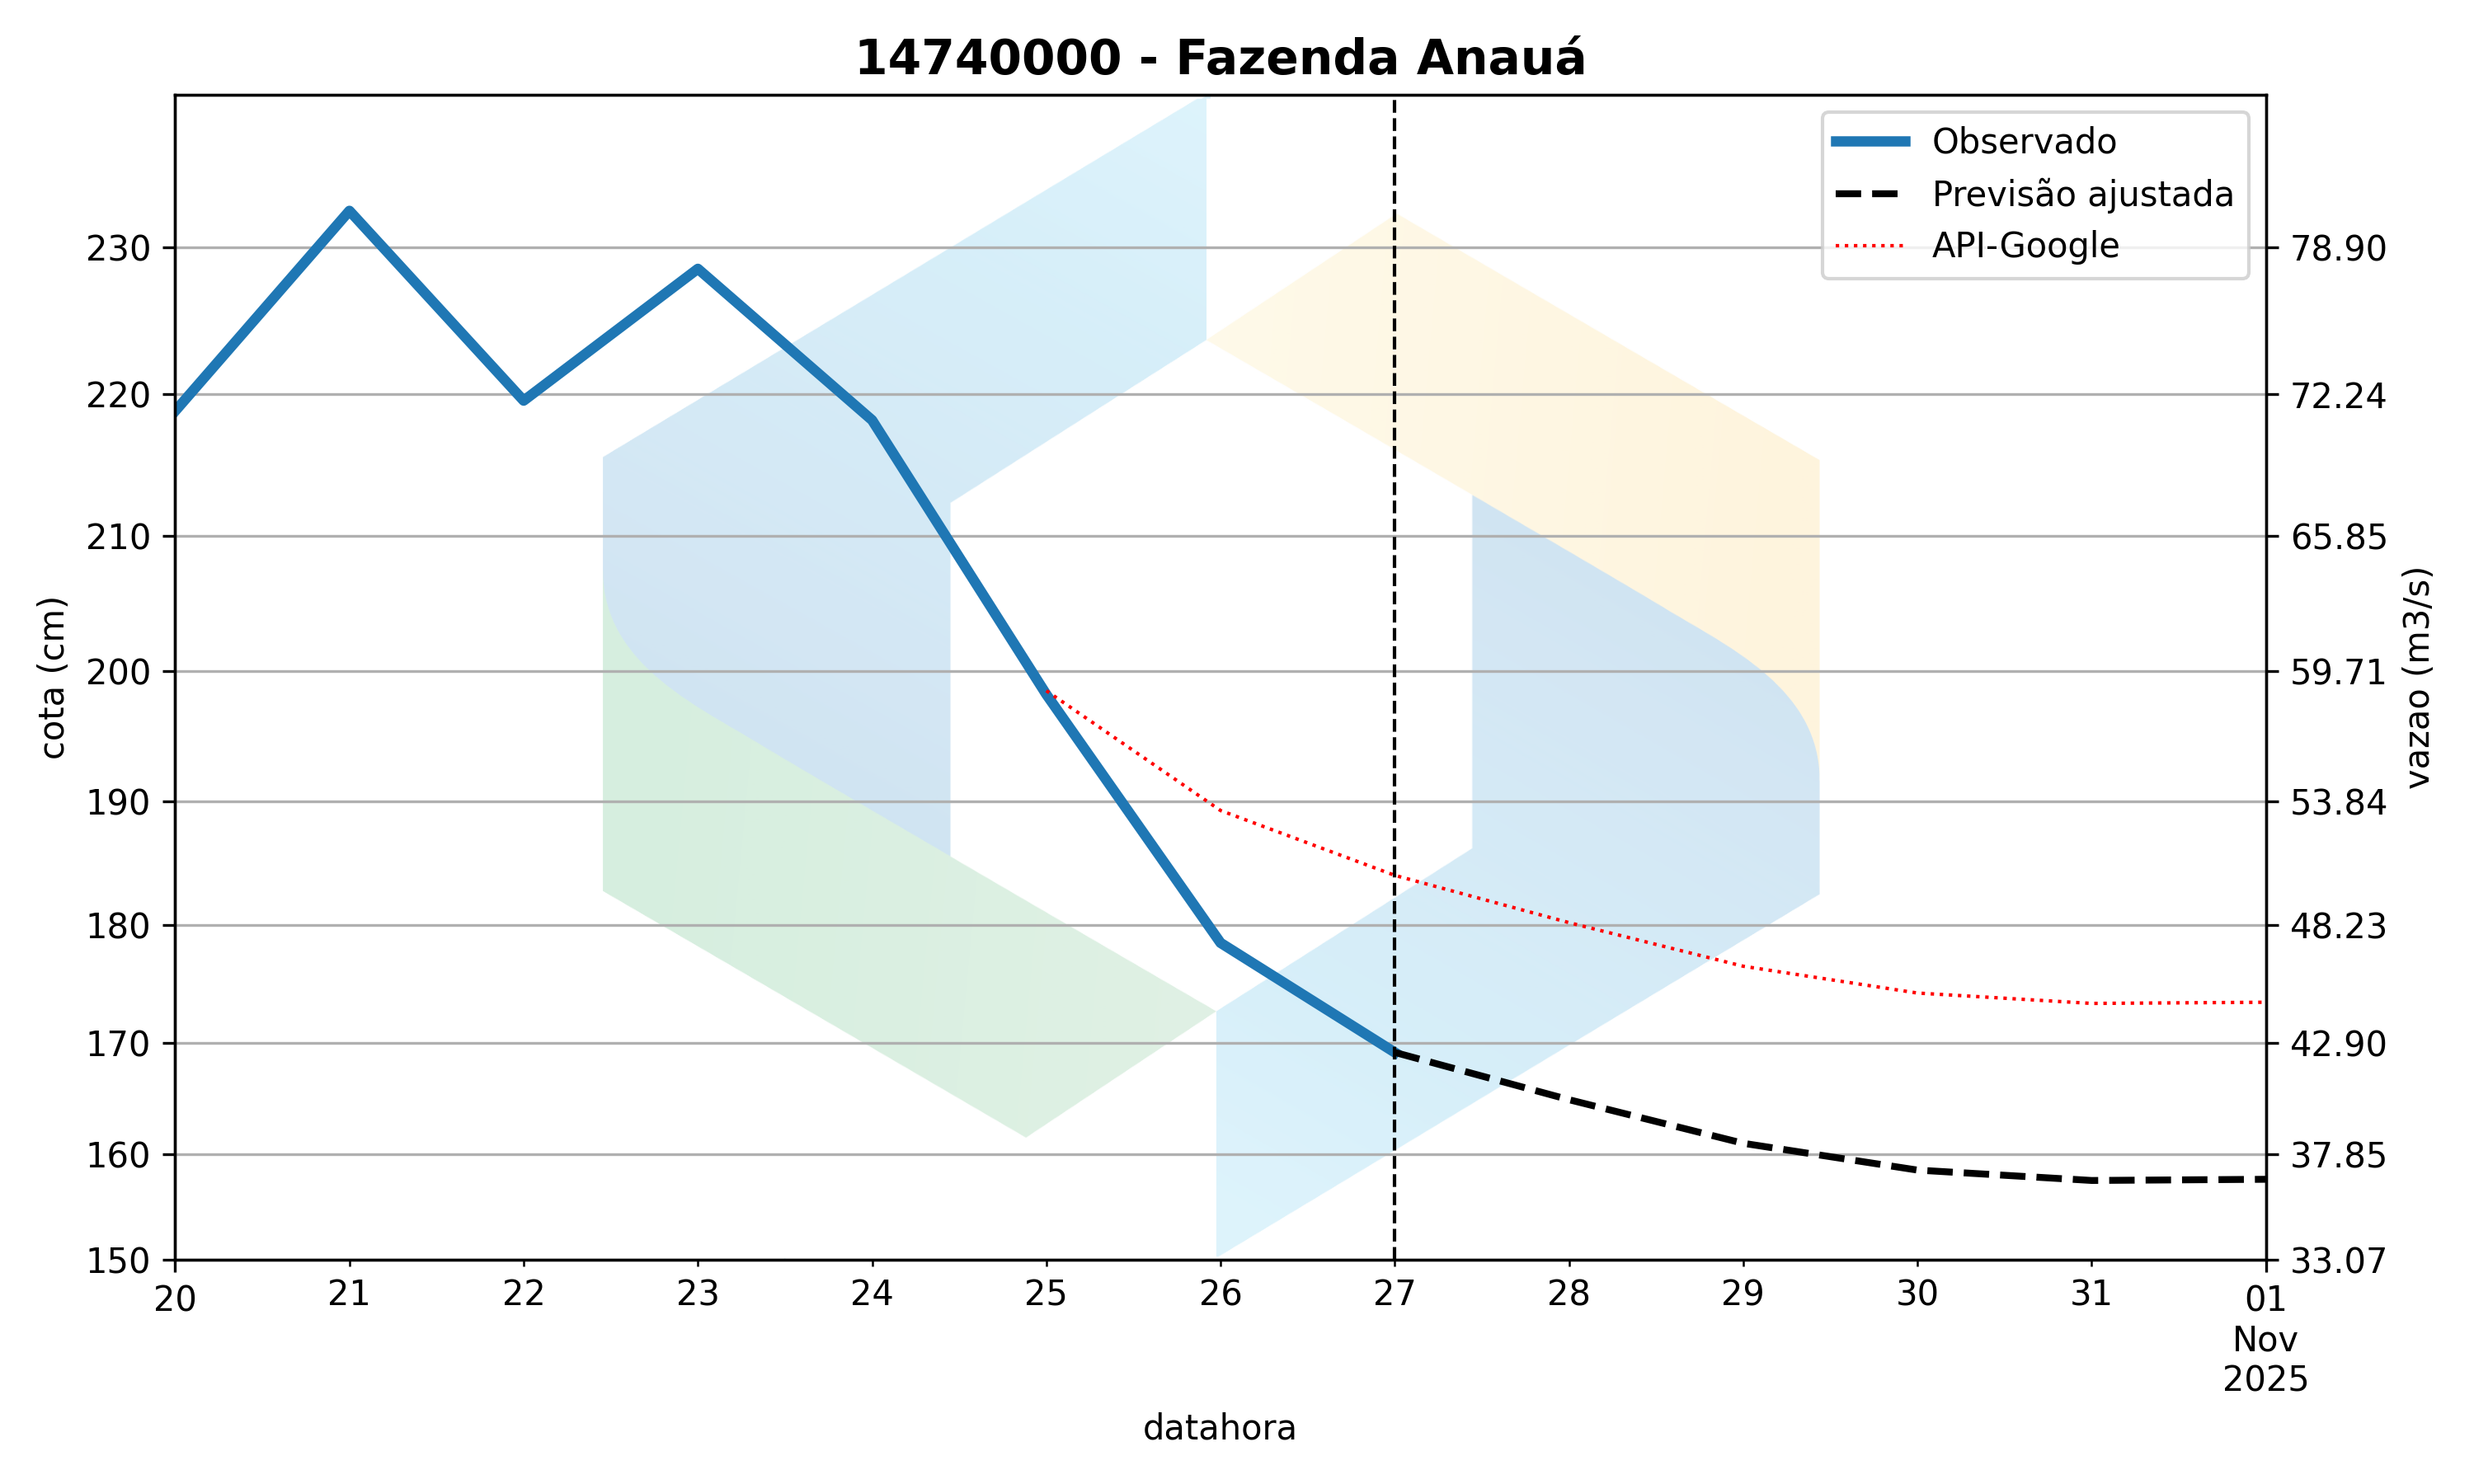 14740000 - Fazenda Anauá
Observado
Previsão ajustada
API-Google
230
220
210
200
190
180
170
160
150
cota (cm)
78.90
72.24
65.85
59.71
53.84
48.23
42.90
37.85
33.07
vazao (m3/s)
20 21 22 23 24 25 26 27 28 29 30 31 01
Nov
2025
datahora